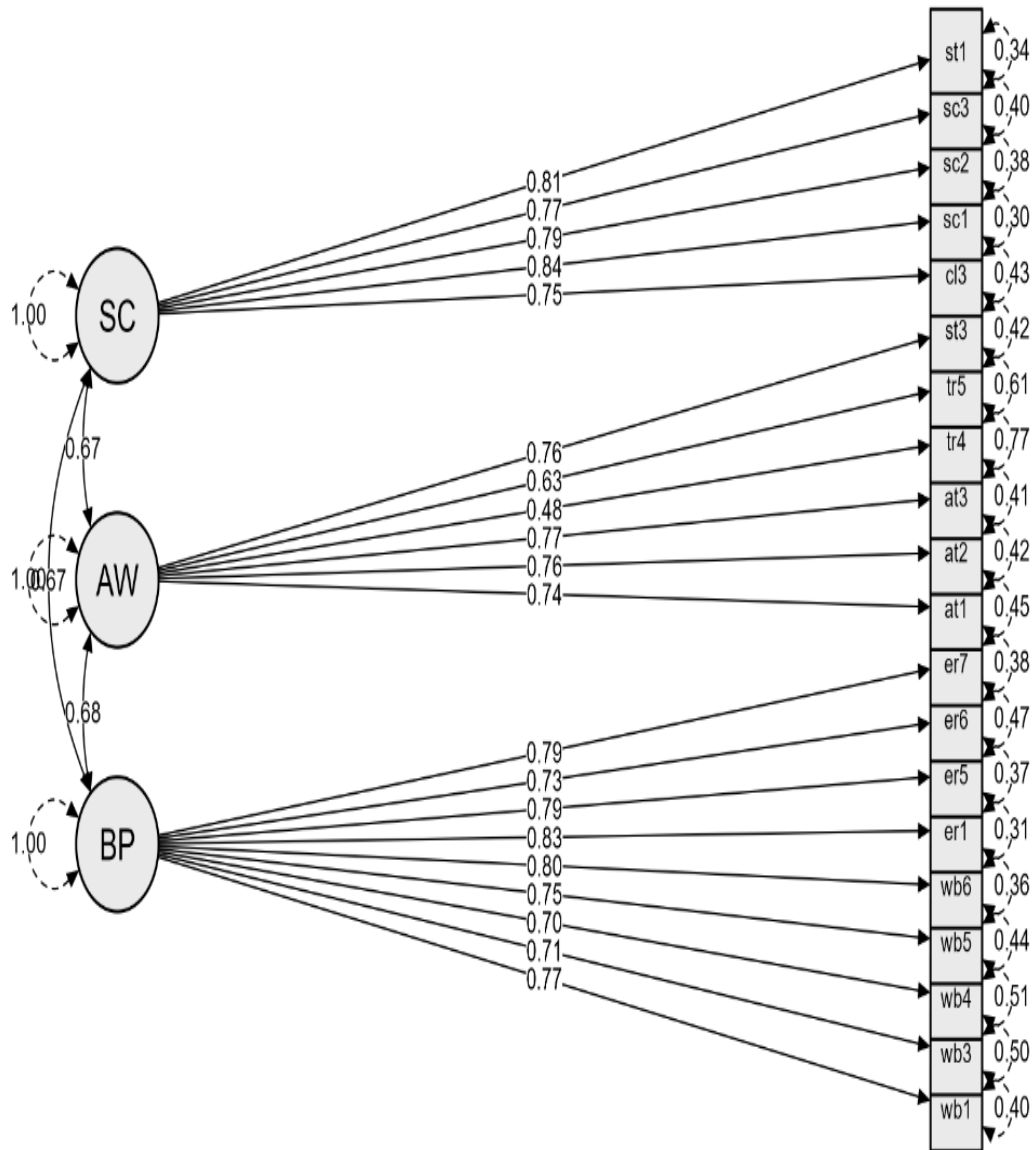 st1 0.34
sc3 0.40
sc2 0.38
sc1 0.30
cl3 0.43
st3 0.42
tr5 0.61
tr4 0.77
at3 0.41
at2 0.42
at1 0.45
er7 0.38
er6 0.47
er5 0.37
er1 0.31
wb6 0.36
wb5 0.44
wb4 0.51
wb3 0.50
wb1 0.40
0.81
0.77
0.79
0.84
0.75
1.00 SC
0.67
0.76
0.63
0.48
0.77
0.76
0.74
1.00 0.67 AW
0.68
0.79
0.73
0.79
0.83
0.80
0.75
0.70
0.71
0.77
1.00 BP